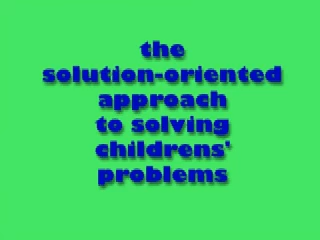 the
solution-oriented
approach
to solving
childrens'
problems